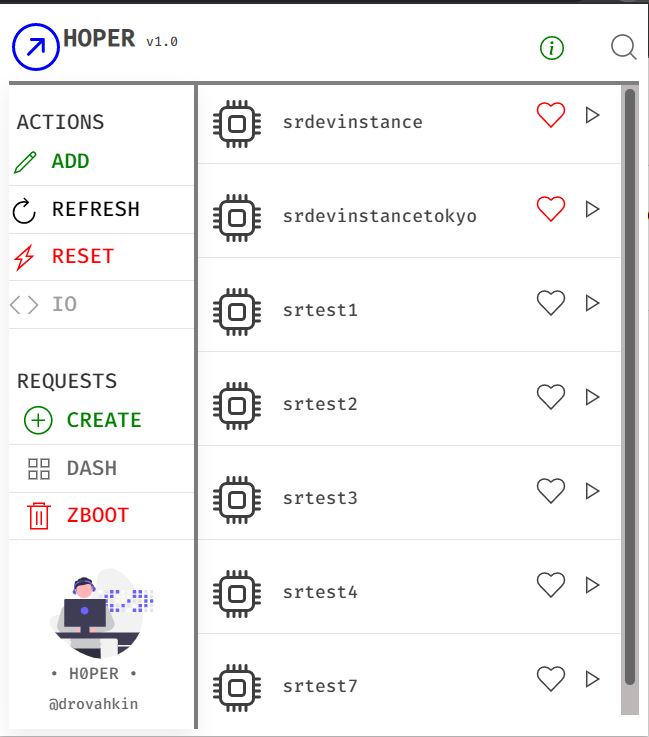 HOPER v1.0
ACTIONS
ADD
REFRESH
RESET
IO
REQUESTS
CREATE
DASH
ZBOOT
• H0PER •
@drovahkin
srdevinstance
srdevinstancetokyo
srtest1
srtest2
srtest3
srtest4
srtest7